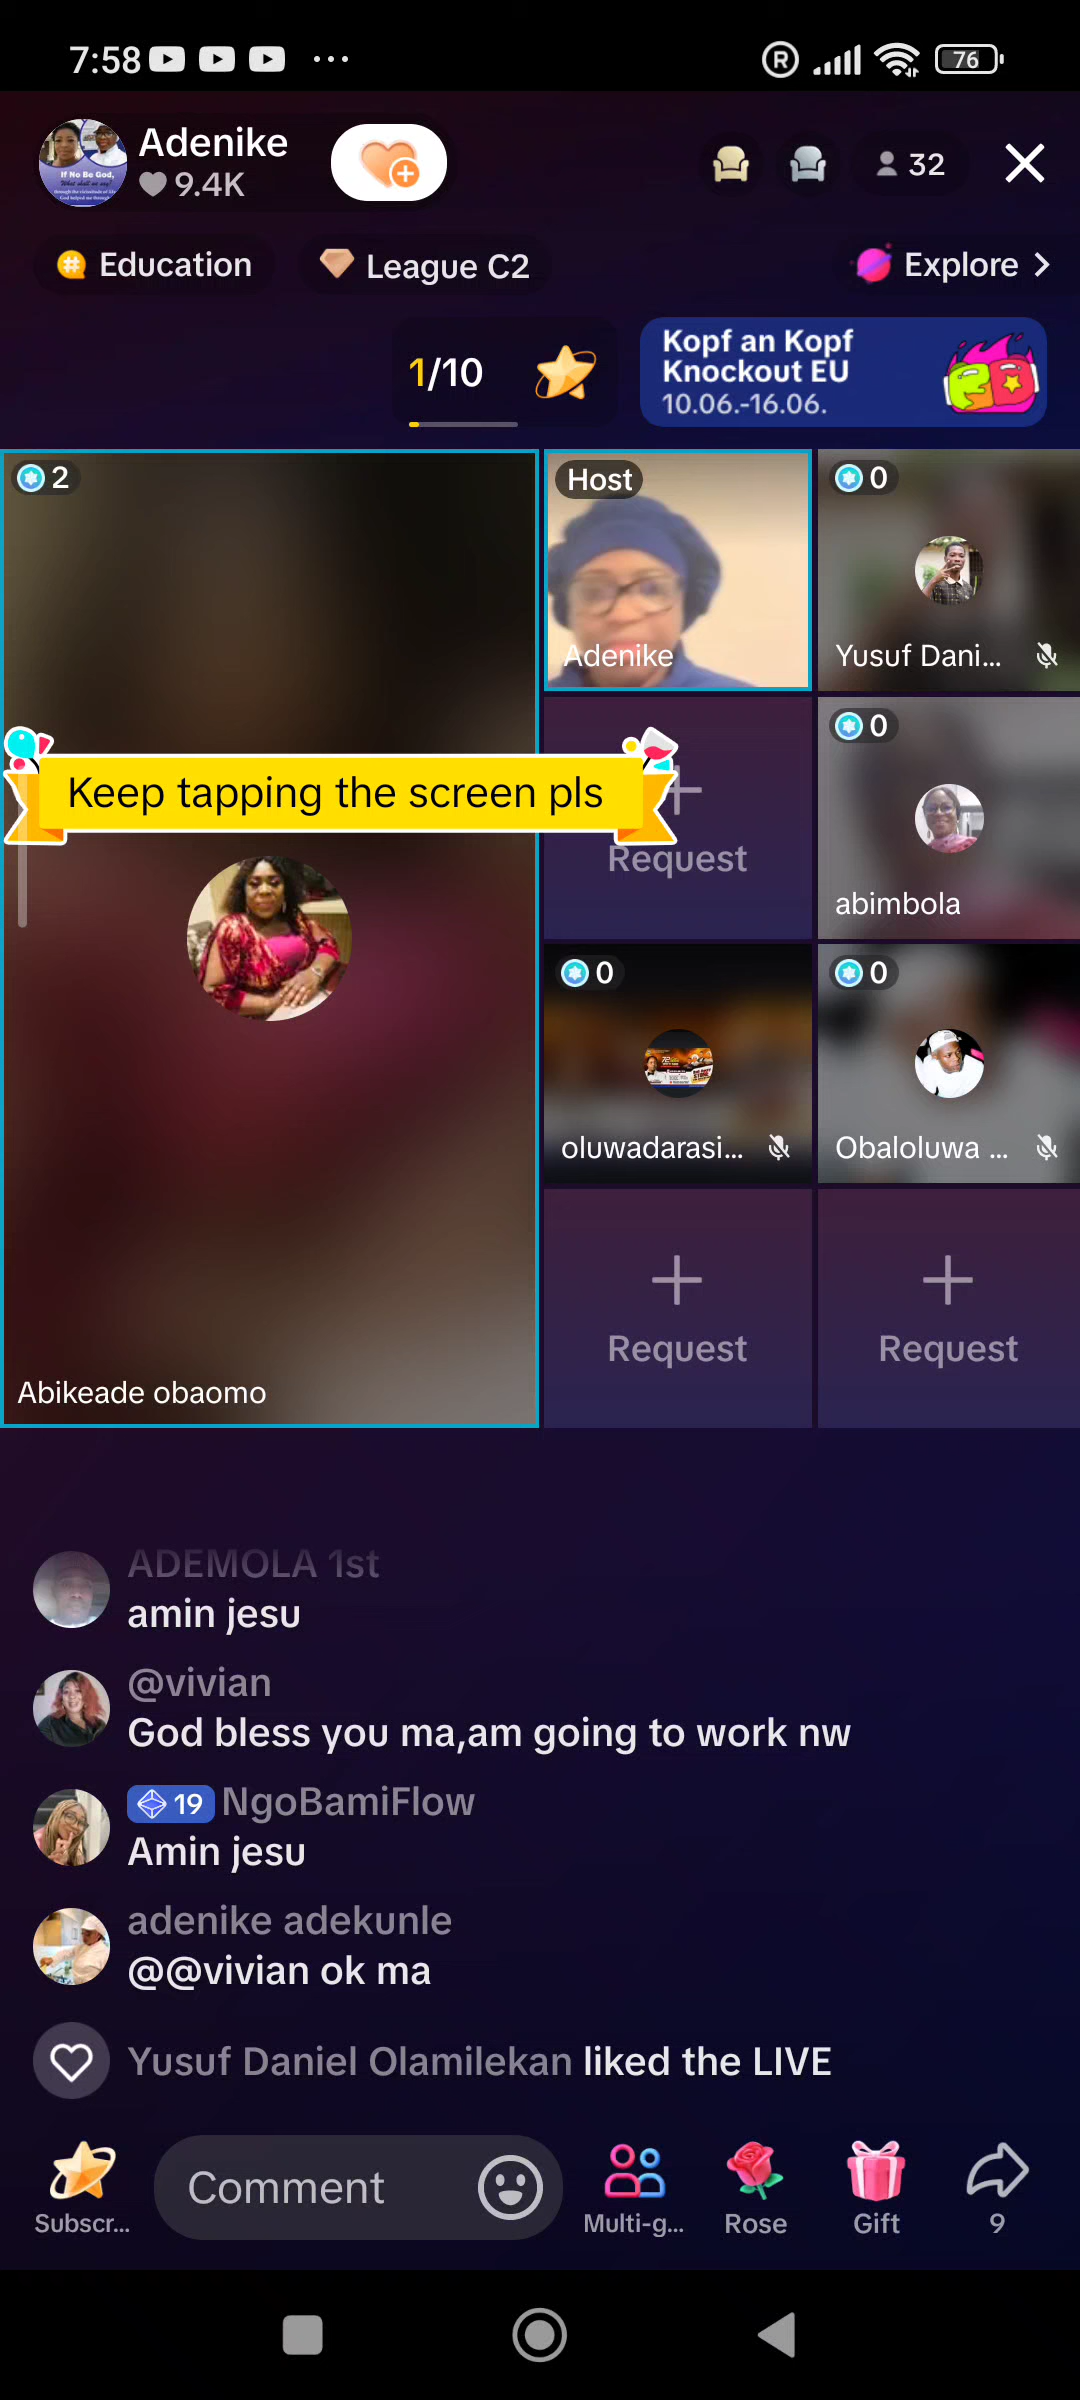 7:58
R
76
Adenike
9.4K
32
If No Be God,
Education
League C2
Explore
1/10
Kopf an Kopf
Knockout EU
10.06.-16.06.
2
Host
0
Adenike
Yusuf Dani...
0
Keep tapping the screen pls
Request
abimbola
0
0
oluwadarasi...
Obaloluwa ...
Request
Request
Abikeade obaomo
ADEMOLA 1st
amin jesu
@vivian
God bless you ma,am going to work nw
19 NgoBamiFlow
Amin jesu
adenike adekunle
@@vivian ok ma
Yusuf Daniel Olamilekan liked the LIVE
Comment
Subscr...
Multi-g...
Rose
Gift
9